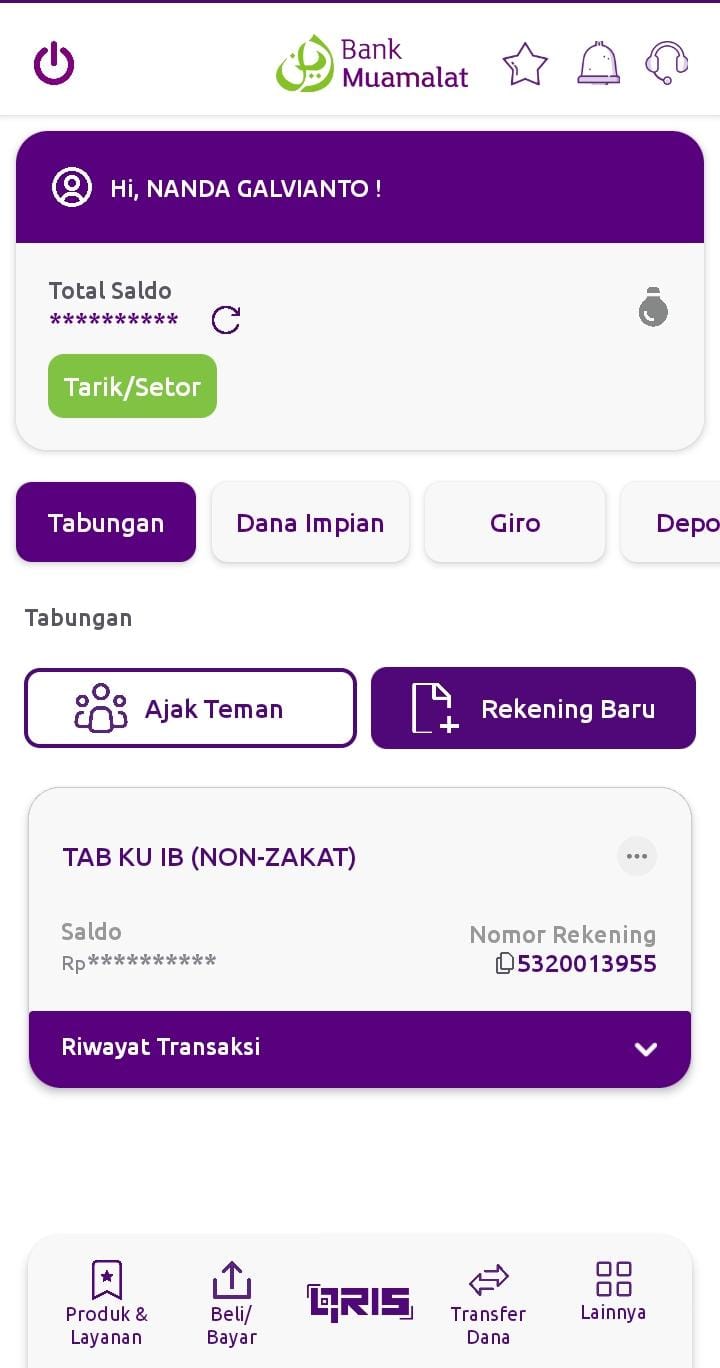 Bank
Muamalat
Hi, NANDA GALVIANTO !
Total Saldo
**********
Tarik/Setor
Tabungan
Dana Impian
Giro
Depo
Tabungan
Ajak Teman
Rekening Baru
TAB KU IB (NON-ZAKAT)
Saldo
Nomor Rekening
Rp**********
5320013955
Riwayat Transaksi
Produk &
Layanan
Beli/
Bayar
QRIS
Transfer
Dana
Lainnya